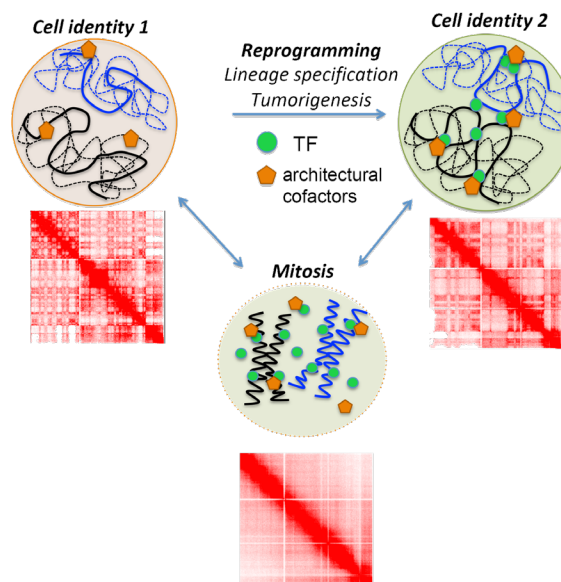 Cell identity 1
Cell identity 2
Reprogramming
Lineage specification
Tumorigenesis
TF
architectural
cofactors
Mitosis